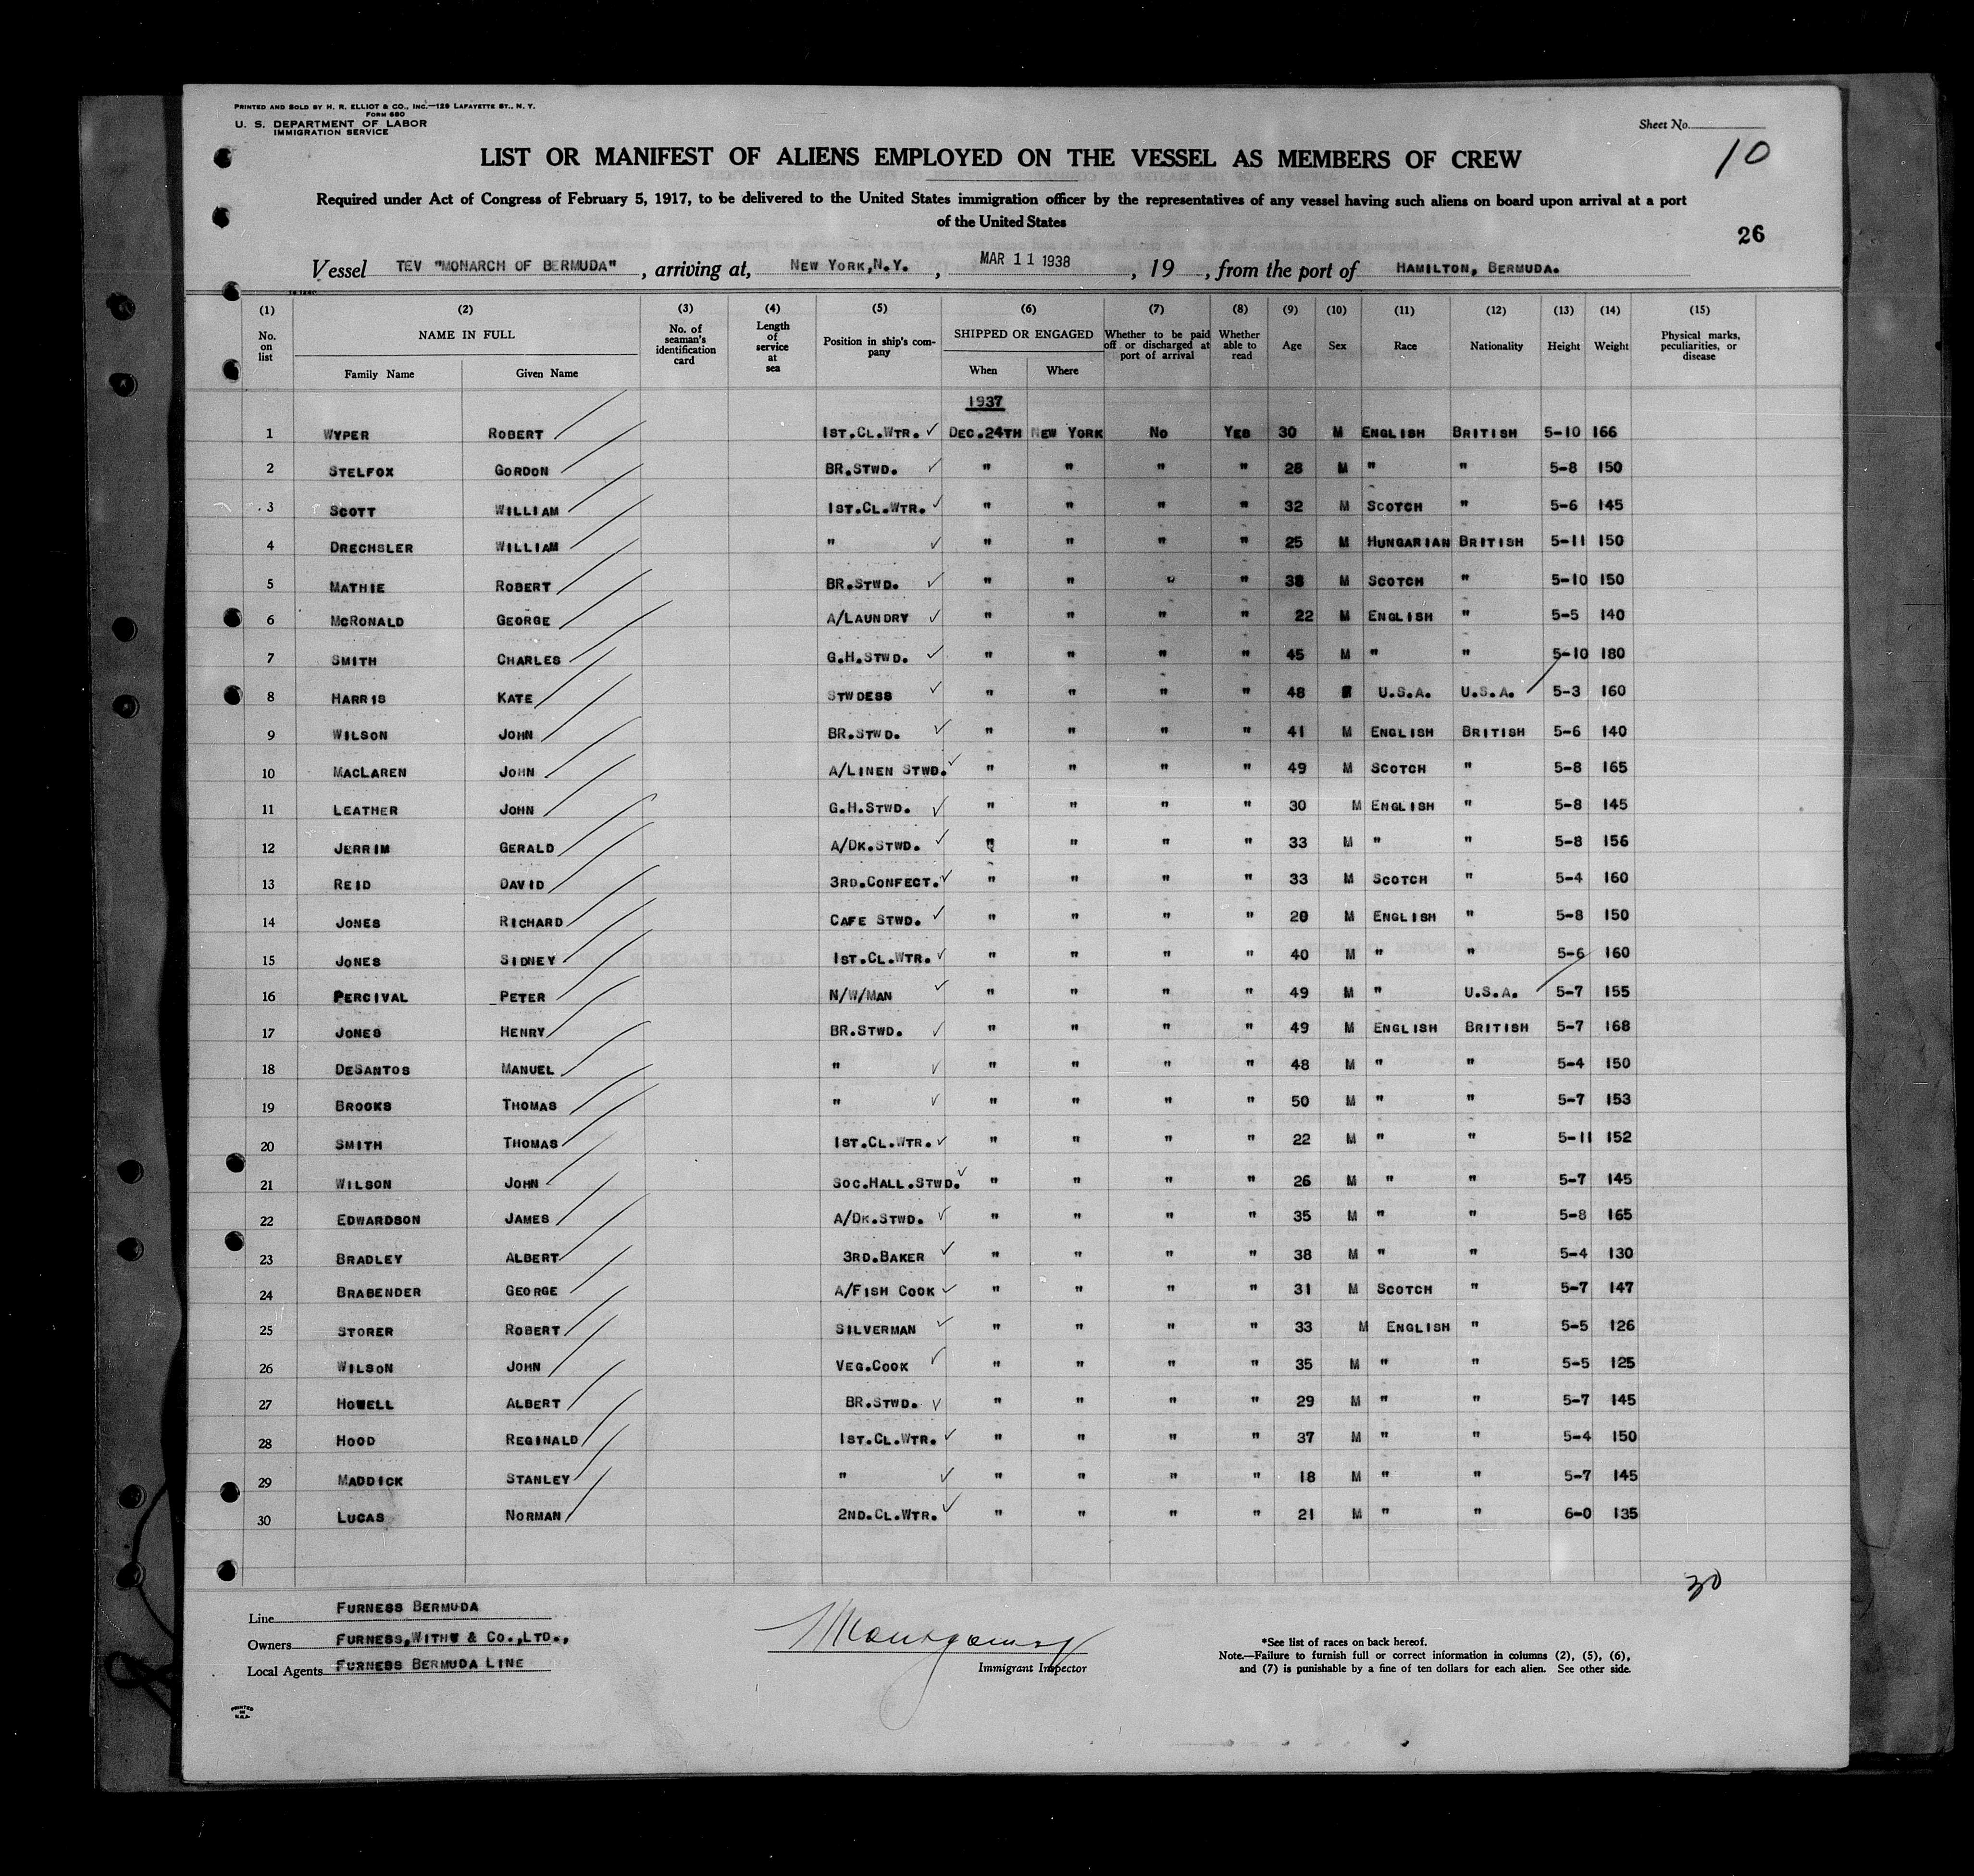 PRINTED AND SOLD BY H. R. ELLIOT & CO., INC.—128 LAFAYETTE ST., N. Y.
FORM 680
U. S. DEPARTMENT OF LABOR
IMMIGRATION SERVICE
Sheet No.
10
LIST OR MANIFEST OF ALIENS EMPLOYED ON THE VESSEL AS MEMBERS OF CREW
Required under Act of Congress of February 5, 1917, to be delivered to the United States immigration officer by the representatives of any vessel having such aliens on board upon arrival at a port
of the United States
26
Vessel TEV "MONARCH OF BERMUDA" , arriving at, NEW YORK,N.Y. , MAR 11 1938 , 19 , from the port of HAMILTON, BERMUDA.
(1) (2) (3) (4) (5) (6) (7) (8) (9) (10) (11) (12) (13) (14) (15)
No. on list NAME IN FULL Family Name Given Name No. of seaman's identification card Length of service at sea Position in ship's company SHIPPED OR ENGAGED When Where Whether to be paid off or discharged at port of arrival Whether able to read Age Sex Race Nationality Height Weight Physical marks, peculiarities, or disease
1937
1 WYPER ROBERT 1ST.CL.WTR. ✓ DEC.24TH NEW YORK NO YES 30 M ENGLISH BRITISH 5-10 166
2 STELFOX GORDON BR.STWD. ✓ " " " " 28 M " " 5-8 150
3 SCOTT WILLIAM 1ST.CL.WTR. ✓ " " " " 32 M SCOTCH " 5-6 145
4 DRECHSLER WILLIAM " ✓ " " " " 25 M HUNGARIAN BRITISH 5-11 150
5 MATHIE ROBERT BR.STWD. ✓ " " " " 38 M SCOTCH " 5-10 150
6 MCRONALD GEORGE A/LAUNDRY ✓ " " " " 22 M ENGLISH " 5-5 140
7 SMITH CHARLES G.H.STWD. ✓ " " " " 45 M " " 5-10 180
8 HARRIS KATE STWDESS ✓ " " " " 48 U.S.A. U.S.A. 5-3 160
9 WILSON JOHN BR.STWD. ✓ " " " " 41 M ENGLISH BRITISH 5-6 140
10 MACLAREN JOHN A/LINEN STWD. ✓ " " " " 49 M SCOTCH " 5-8 165
11 LEATHER JOHN G.H.STWD. ✓ " " " " 30 M ENGLISH " 5-8 145
12 JERRIM GERALD A/DK.STWD. ✓ " " " " 33 M " " 5-8 156
13 REID DAVID 3RD.CONFECT. ✓ " " " " 33 M SCOTCH " 5-4 160
14 JONES RICHARD CAFE STWD. ✓ " " " " 20 M ENGLISH " 5-8 150
15 JONES SIDNEY 1ST.CL.WTR. ✓ " " " " 40 M " " 5-6 160
16 PERCIVAL PETER N/W/MAN ✓ " " " " 49 M " U.S.A. 5-7 155
17 JONES HENRY BR.STWD. ✓ " " " " 49 M ENGLISH BRITISH 5-7 168
18 DESANTOS MANUEL " ✓ " " " " 48 M " " 5-4 150
19 BROOKS THOMAS " ✓ " " " " 50 M " " 5-7 153
20 SMITH THOMAS 1ST.CL.WTR. ✓ " " " " 22 M " " 5-11 152
21 WILSON JOHN SOC.HALL.STWD. ✓ " " " " 26 M " " 5-7 145
22 EDWARDSON JAMES A/DK.STWD. ✓ " " " " 35 M " " 5-8 165
23 BRADLEY ALBERT 3RD.BAKER ✓ " " " " 38 M " " 5-4 130
24 BRABENDER GEORGE A/FISH COOK ✓ " " " " 31 M SCOTCH " 5-7 147
25 STORER ROBERT SILVERMAN ✓ " " " " 33 M ENGLISH " 5-5 126
26 WILSON JOHN VEG.COOK ✓ " " " " 35 M " " 5-5 125
27 HOWELL ALBERT BR.STWD. ✓ " " " " 29 M " " 5-7 145
28 HOOD REGINALD 1ST.CL.WTR. ✓ " " " " 37 M " " 5-4 150
29 MADDICK STANLEY " ✓ " " " " 18 M " " 5-7 145
30 LUCAS NORMAN 2ND.CL.WTR. ✓ " " " " 21 M " " 6-0 135
30
Line FURNESS BERMUDA
Owners FURNESS,WITHY & CO.,LTD.,
Local Agents FURNESS BERMUDA LINE
Montgomery
Immigrant Inspector
*See list of races on back hereof.
Note.—Failure to furnish full or correct information in columns (2), (5), (6),
and (7) is punishable by a fine of ten dollars for each alien. See other side.
PRINTED
IN
U.S.A.